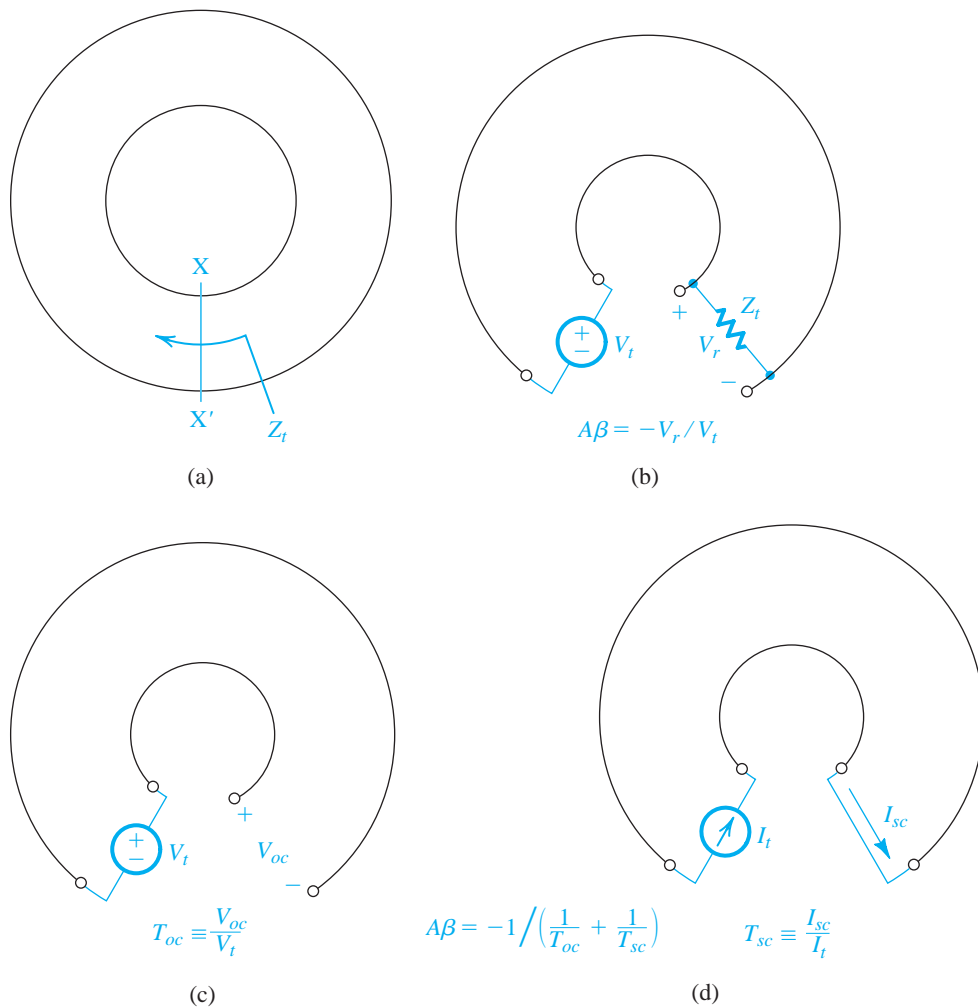 X
X′
Z_t
(a)
+
−
V_t
+
V_r
Z_t
−
Aβ = −V_r / V_t
(b)
+
−
V_t
+
V_oc
−
T_oc ≡ V_oc / V_t
(c)
Aβ = −1/(1/T_oc + 1/T_sc)
I_t
I_sc
T_sc ≡ I_sc / I_t
(d)